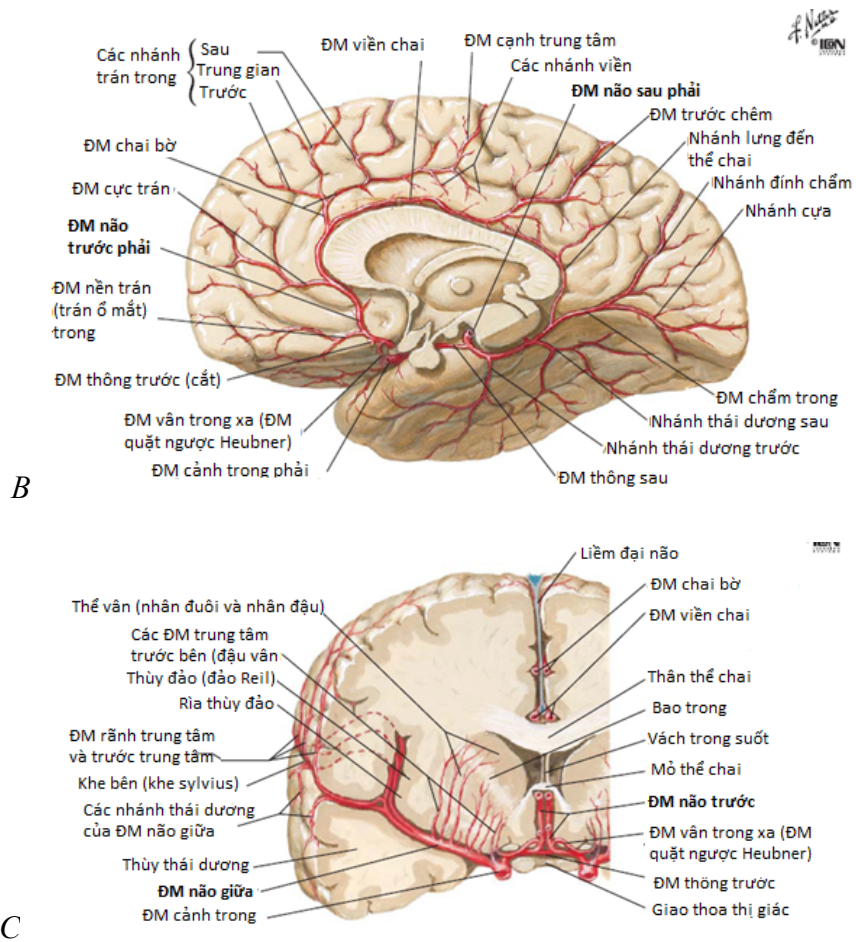 Các nhánh
trán trong
Sau
Trung gian
Trước
ĐM viền chai
ĐM cạnh trung tâm
Các nhánh viền
ĐM não sau phải
ĐM trước chêm
Nhánh lưng đến
thể chai
Nhánh đính chẩm
Nhánh cựa
ĐM chai bờ
ĐM cực trán
ĐM não
trước phải
ĐM nền trán
(trán ổ mắt)
trong
ĐM thông trước (cắt)
ĐM vân trong xa (ĐM
quặt ngược Heubner)
ĐM cảnh trong phải
ĐM chẩm trong
Nhánh thái dương sau
Nhánh thái dương trước
ĐM thông sau
B
Liềm đại não
ĐM chai bờ
ĐM viền chai
Thân thể chai
Bao trong
Vách trong suốt
Mỏ thể chai
ĐM não trước
ĐM vân trong xa (ĐM
quặt ngược Heubner)
ĐM thông trước
Giao thoa thị giác
Thể vân (nhân đuôi và nhân đậu)
Các ĐM trung tâm
trước bên (đậu vân
Thùy đảo (đảo Reil)
Rìa thùy đảo
ĐM rãnh trung tâm
và trước trung tâm
Khe bên (khe sylvius)
Các nhánh thái dương
của ĐM não giữa
Thùy thái dương
ĐM não giữa
ĐM cảnh trong
C